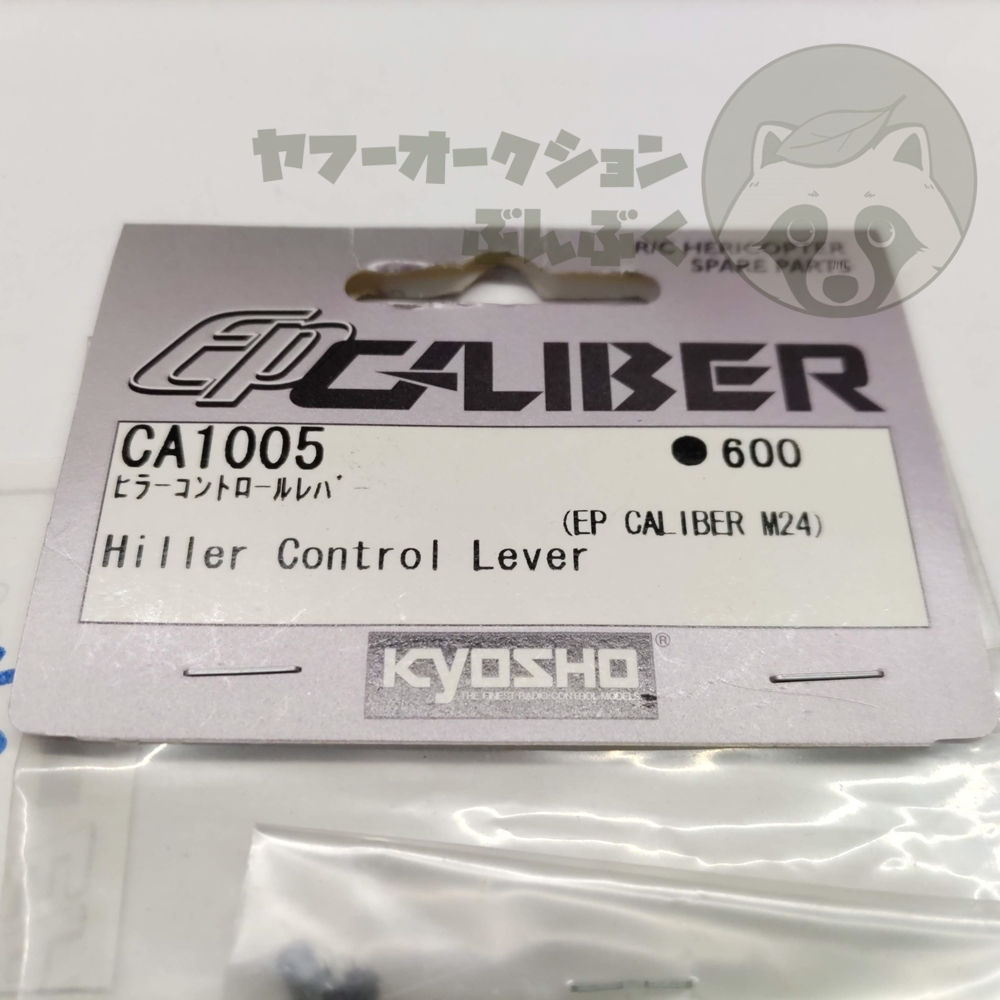 ヤフーオークション
ぶんぶく
R/C HERICOPTER
SPARE PARTS
EP CALIBER
CA1005 ●600
ヒラーコントロールレバー
(EP CALIBER M24)
Hiller Control Lever
KYOSHO®
THE FINEST RADIO CONTROL MODELS